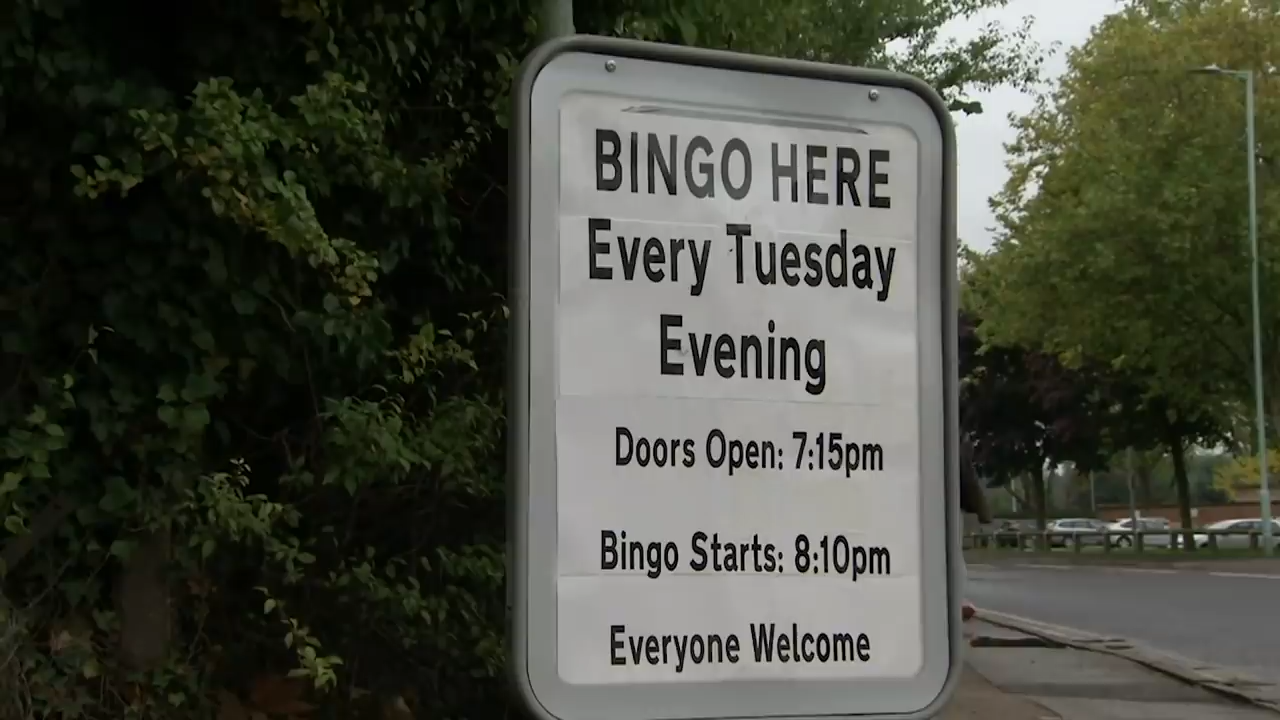 BINGO HERE
Every Tuesday
Evening
Doors Open: 7:15pm
Bingo Starts: 8:10pm
Everyone Welcome